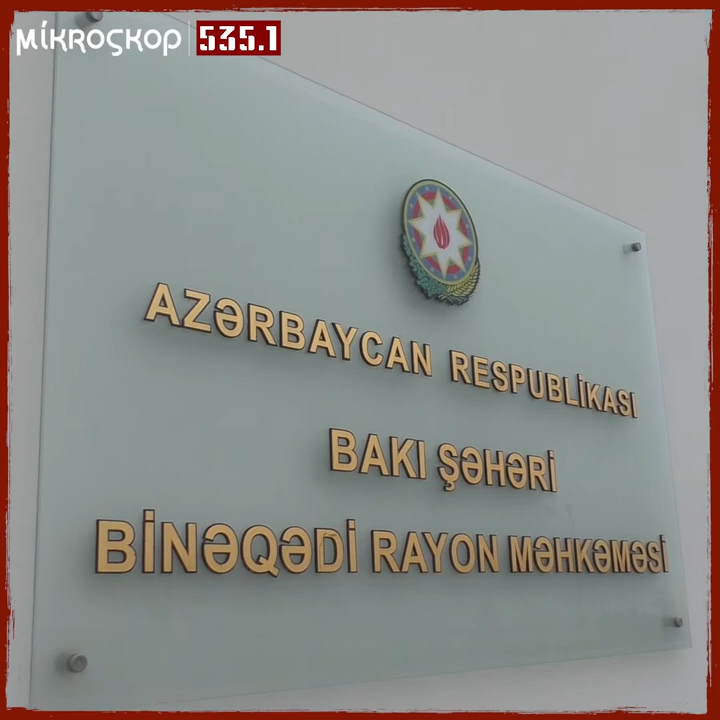 MİKROSKOP 535.1
AZƏRBAYCAN RESPUBLİKASI
BAKI ŞƏHƏRİ
BİNƏQƏDİ RAYON MƏHKƏMƏSİ